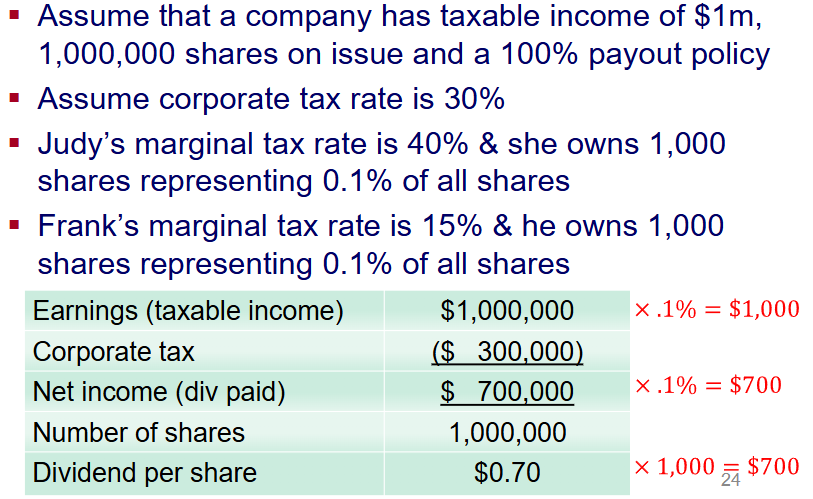 ▪ Assume that a company has taxable income of $1m,
1,000,000 shares on issue and a 100% payout policy
▪ Assume corporate tax rate is 30%
▪ Judy’s marginal tax rate is 40% & she owns 1,000
shares representing 0.1% of all shares
▪ Frank’s marginal tax rate is 15% & he owns 1,000
shares representing 0.1% of all shares
Earnings (taxable income) $1,000,000 × .1% = $1,000
Corporate tax ($ 300,000)
Net income (div paid) $ 700,000 × .1% = $700
Number of shares 1,000,000
Dividend per share $0.70 × 1,000 = $700
24